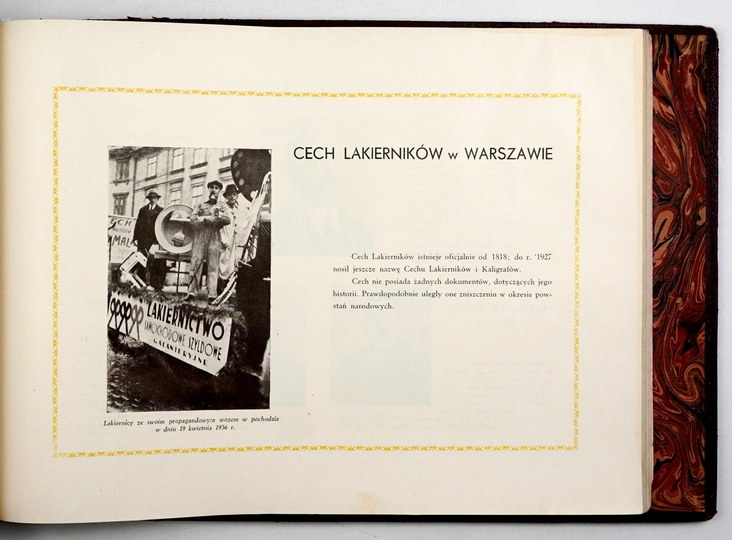 CECH LAKIERNIKÓW w WARSZAWIE
Cech Lakierników istnieje oficjalnie od 1818; do r. '1927
nosił jeszcze nazwę Cechu Lakierników i Kaligrafów.
Cech nie posiada żadnych dokumentów, dotyczących jego
historii. Prawdopodobnie uległy one zniszczeniu w okresie pow-
stań narodowych.
LAKIERNICTWO
SAMOCHODOWE SZYLDOWE
GALANTERYJNE
Lakiernicy ze swoim propagandowym wozem w pochodzie
w dniu 19 kwietnia 1936 r.